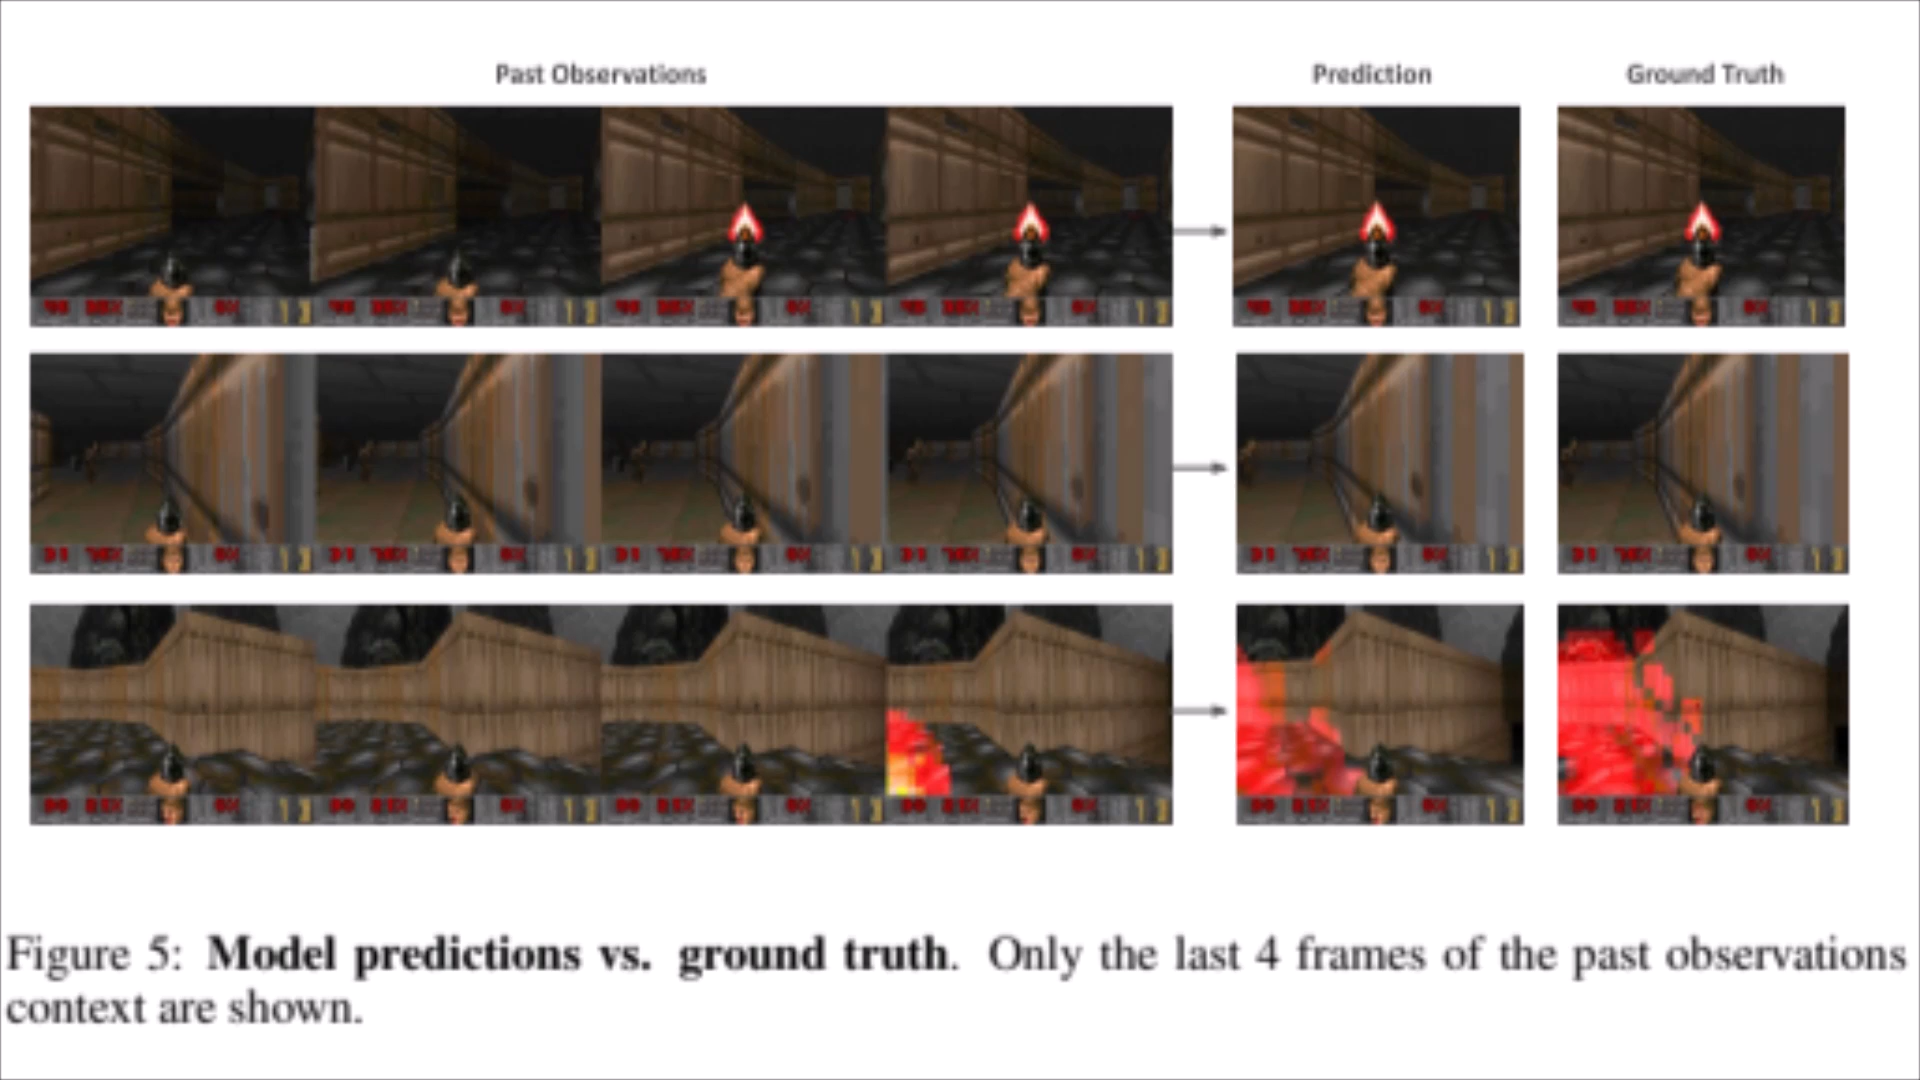 Past Observations
Prediction
Ground Truth
Figure 5: Model predictions vs. ground truth. Only the last 4 frames of the past observations
context are shown.